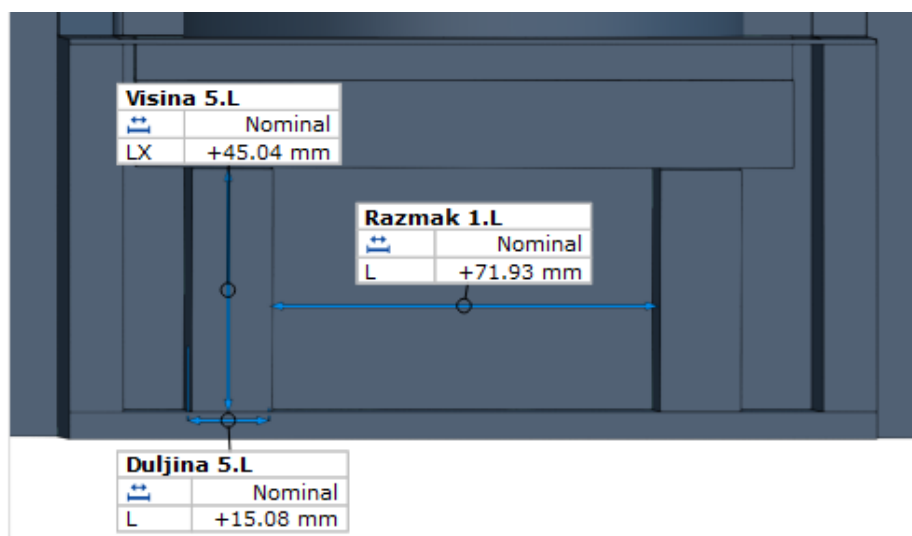 Visina 5.L
Nominal
LX +45.04 mm
Razmak 1.L
Nominal
L +71.93 mm
Duljina 5.L
Nominal
L +15.08 mm